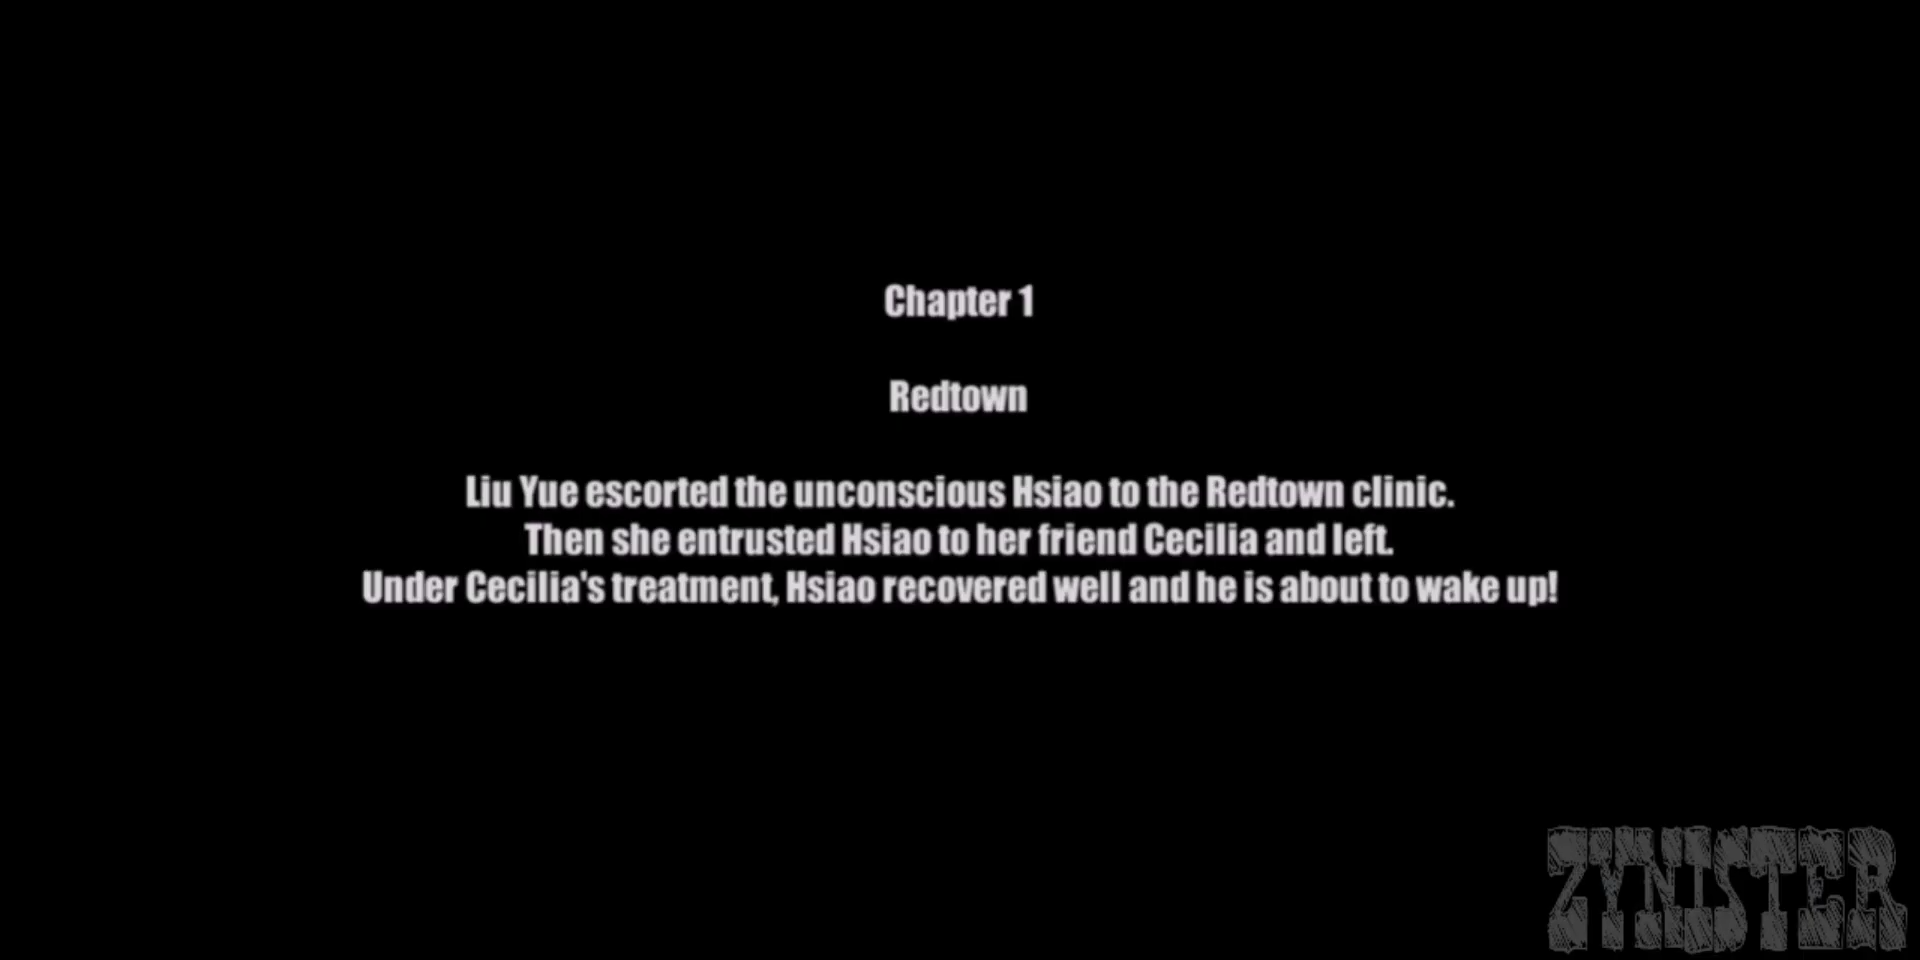 Chapter 1
Redtown
Liu Yue escorted the unconscious Hsiao to the Redtown clinic.
Then she entrusted Hsiao to her friend Cecilia and left.
Under Cecilia's treatment, Hsiao recovered well and he is about to wake up!
ZYNISTER